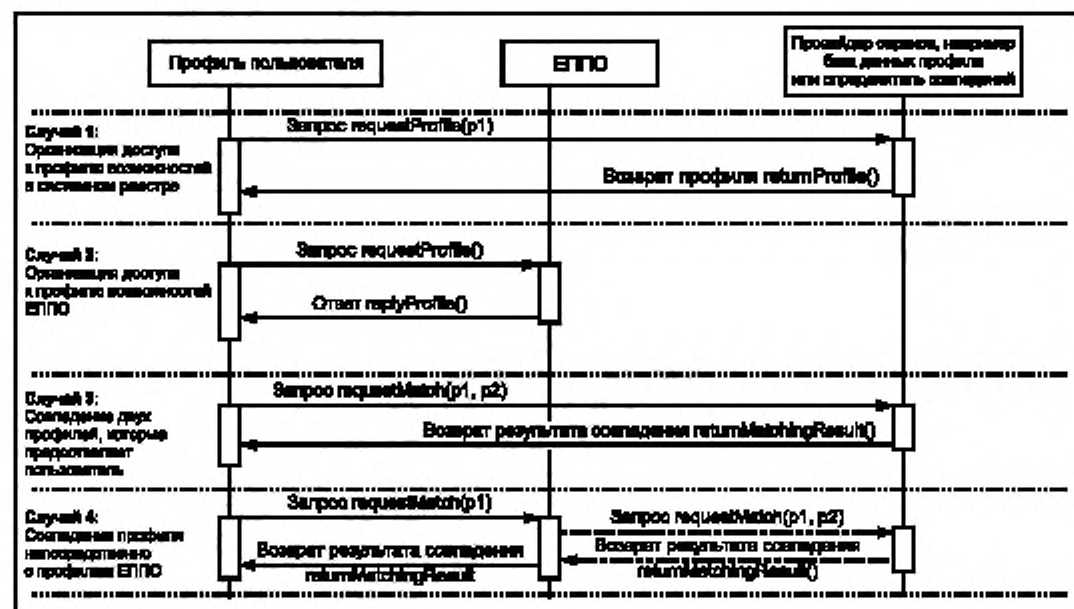 Профиль пользователя
ЕППО
Провайдер сервиса, например
база данных профиля
или определитель совпадений
Случай 1:
Организация доступа
к профилю возможностей
в системном реестре
Запрос requestProfile(p1)
Возврат профиля returnProfile()
Случай 2:
Организация доступа
к профилю возможностей
ЕППО
Запрос requestProfile()
Ответ replyProfile()
Случай 3:
Совпадение двух
профилей, которые
предоставляет
пользователь
Запрос requestMatch(p1, p2)
Возврат результата совпадения returnMatchingResult()
Случай 4:
Совпадение профиля
непосредственно
с профилем ЕППО
Запрос requestMatch(p1)
Возврат результата совпадения
returnMatchingResult
Запрос requestMatch(p1, p2)
Возврат результата совпадения
returnMatchingResult()